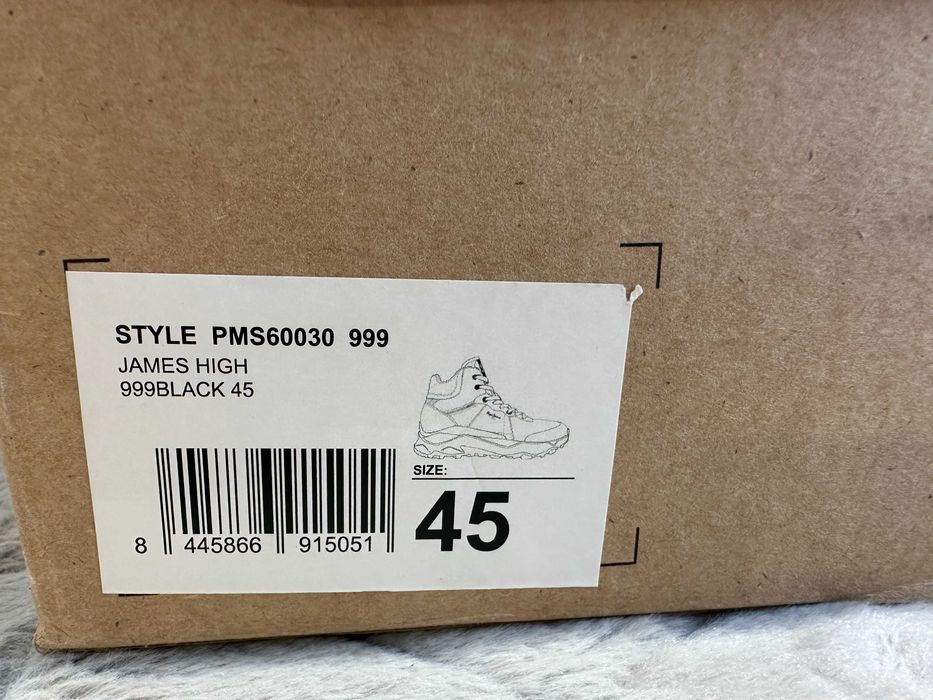 STYLE PMS60030 999
JAMES HIGH
999BLACK 45
SIZE:
45
8 445866 915051